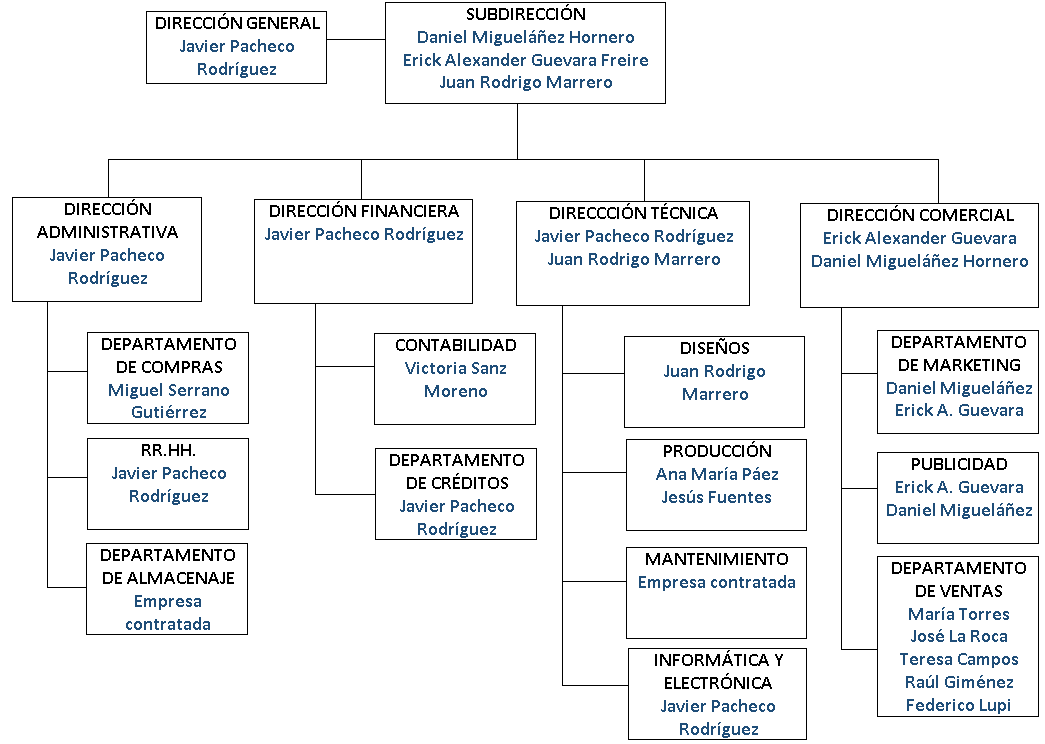 DIRECCIÓN GENERAL
Javier Pacheco
Rodríguez
SUBDIRECCIÓN
Daniel Migueláñez Hornero
Erick Alexander Guevara Freire
Juan Rodrigo Marrero
DIRECCIÓN
ADMINISTRATIVA
Javier Pacheco
Rodríguez
DIRECCIÓN FINANCIERA
Javier Pacheco Rodríguez
DIRECCCIÓN TÉCNICA
Javier Pacheco Rodríguez
Juan Rodrigo Marrero
DIRECCIÓN COMERCIAL
Erick Alexander Guevara
Daniel Migueláñez Hornero
DEPARTAMENTO
DE COMPRAS
Miguel Serrano
Gutiérrez
RR.HH.
Javier Pacheco
Rodríguez
DEPARTAMENTO
DE ALMACENAJE
Empresa
contratada
CONTABILIDAD
Victoria Sanz
Moreno
DEPARTAMENTO
DE CRÉDITOS
Javier Pacheco
Rodríguez
DISEÑOS
Juan Rodrigo
Marrero
PRODUCCIÓN
Ana María Páez
Jesús Fuentes
MANTENIMIENTO
Empresa contratada
INFORMÁTICA Y
ELECTRÓNICA
Javier Pacheco
Rodríguez
DEPARTAMENTO
DE MARKETING
Daniel Migueláñez
Erick A. Guevara
PUBLICIDAD
Erick A. Guevara
Daniel Migueláñez
DEPARTAMENTO
DE VENTAS
María Torres
José La Roca
Teresa Campos
Raúl Giménez
Federico Lupi